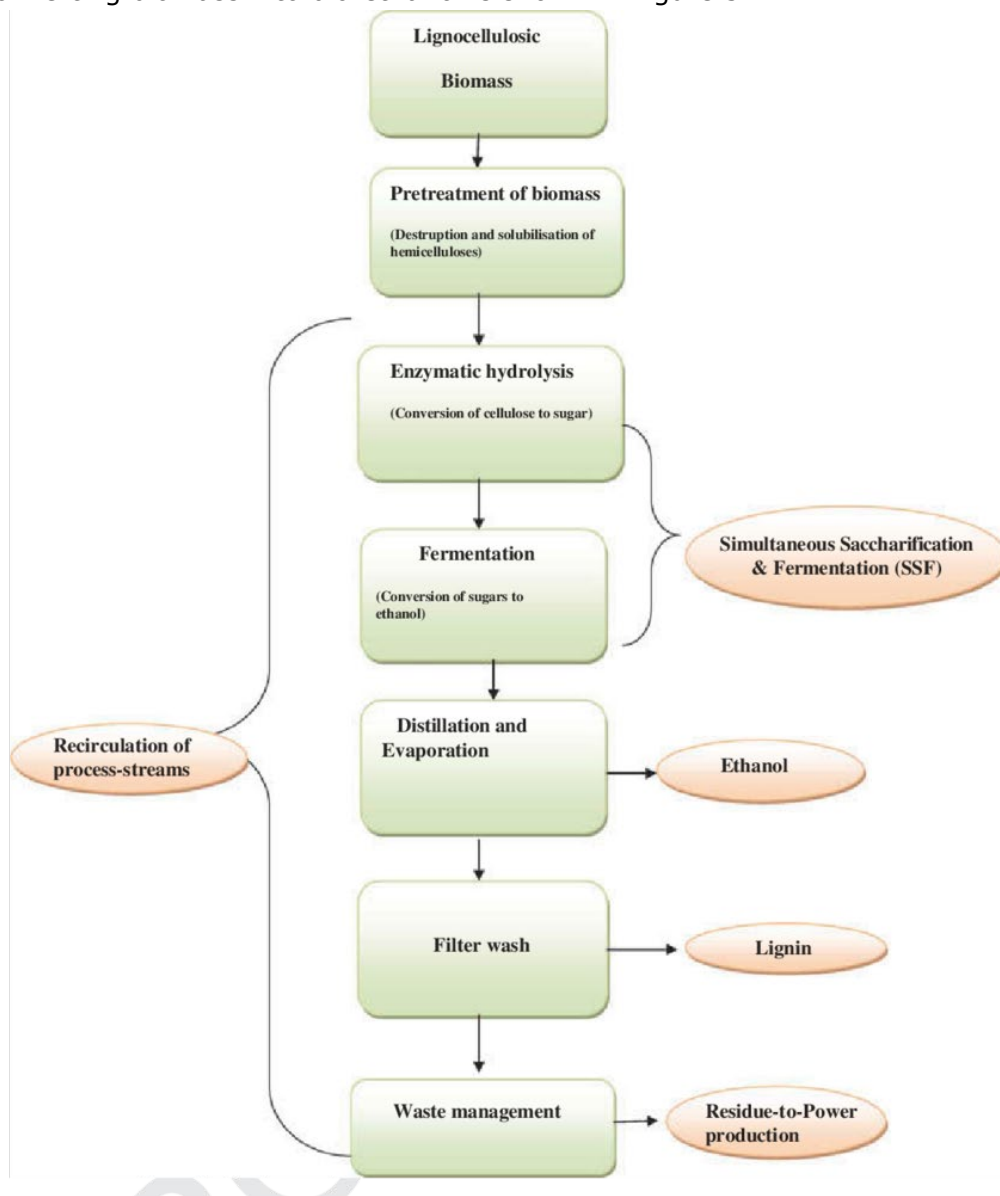 Lignocellulosic
Biomass
Pretreatment of biomass
(Destruption and solubilisation of
hemicelluloses)
Enzymatic hydrolysis
(Conversion of cellulose to sugar)
Fermentation
(Conversion of sugars to
ethanol)
Simultaneous Saccharification
& Fermentation (SSF)
Distillation and
Evaporation
Recirculation of
process-streams
Ethanol
Filter wash
Lignin
Waste management
Residue-to-Power
production